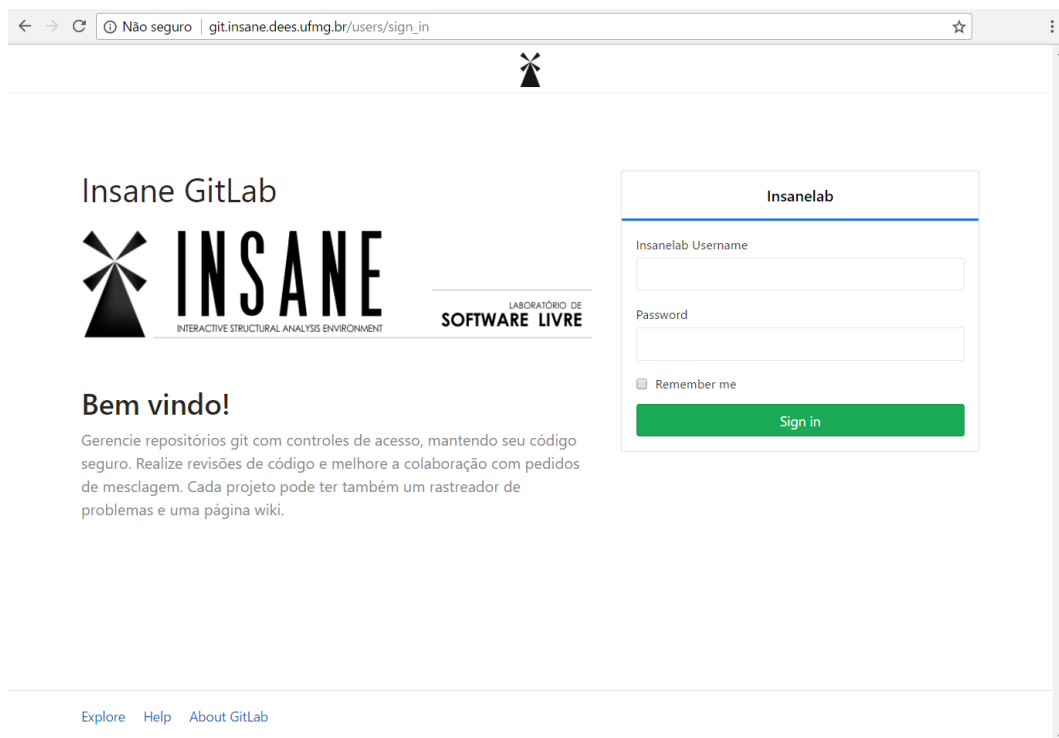 Não seguro git.insane.dees.ufmg.br/users/sign_in
Insane GitLab
INSANE
INTERACTIVE STRUCTURAL ANALYSIS ENVIRONMENT
LABORATÓRIO DE
SOFTWARE LIVRE
Bem vindo!
Gerencie repositórios git com controles de acesso, mantendo seu código
seguro. Realize revisões de código e melhore a colaboração com pedidos
de mesclagem. Cada projeto pode ter também um rastreador de
problemas e uma página wiki.
Insanelab
Insanelab Username
Password
Remember me
Sign in
Explore Help About GitLab